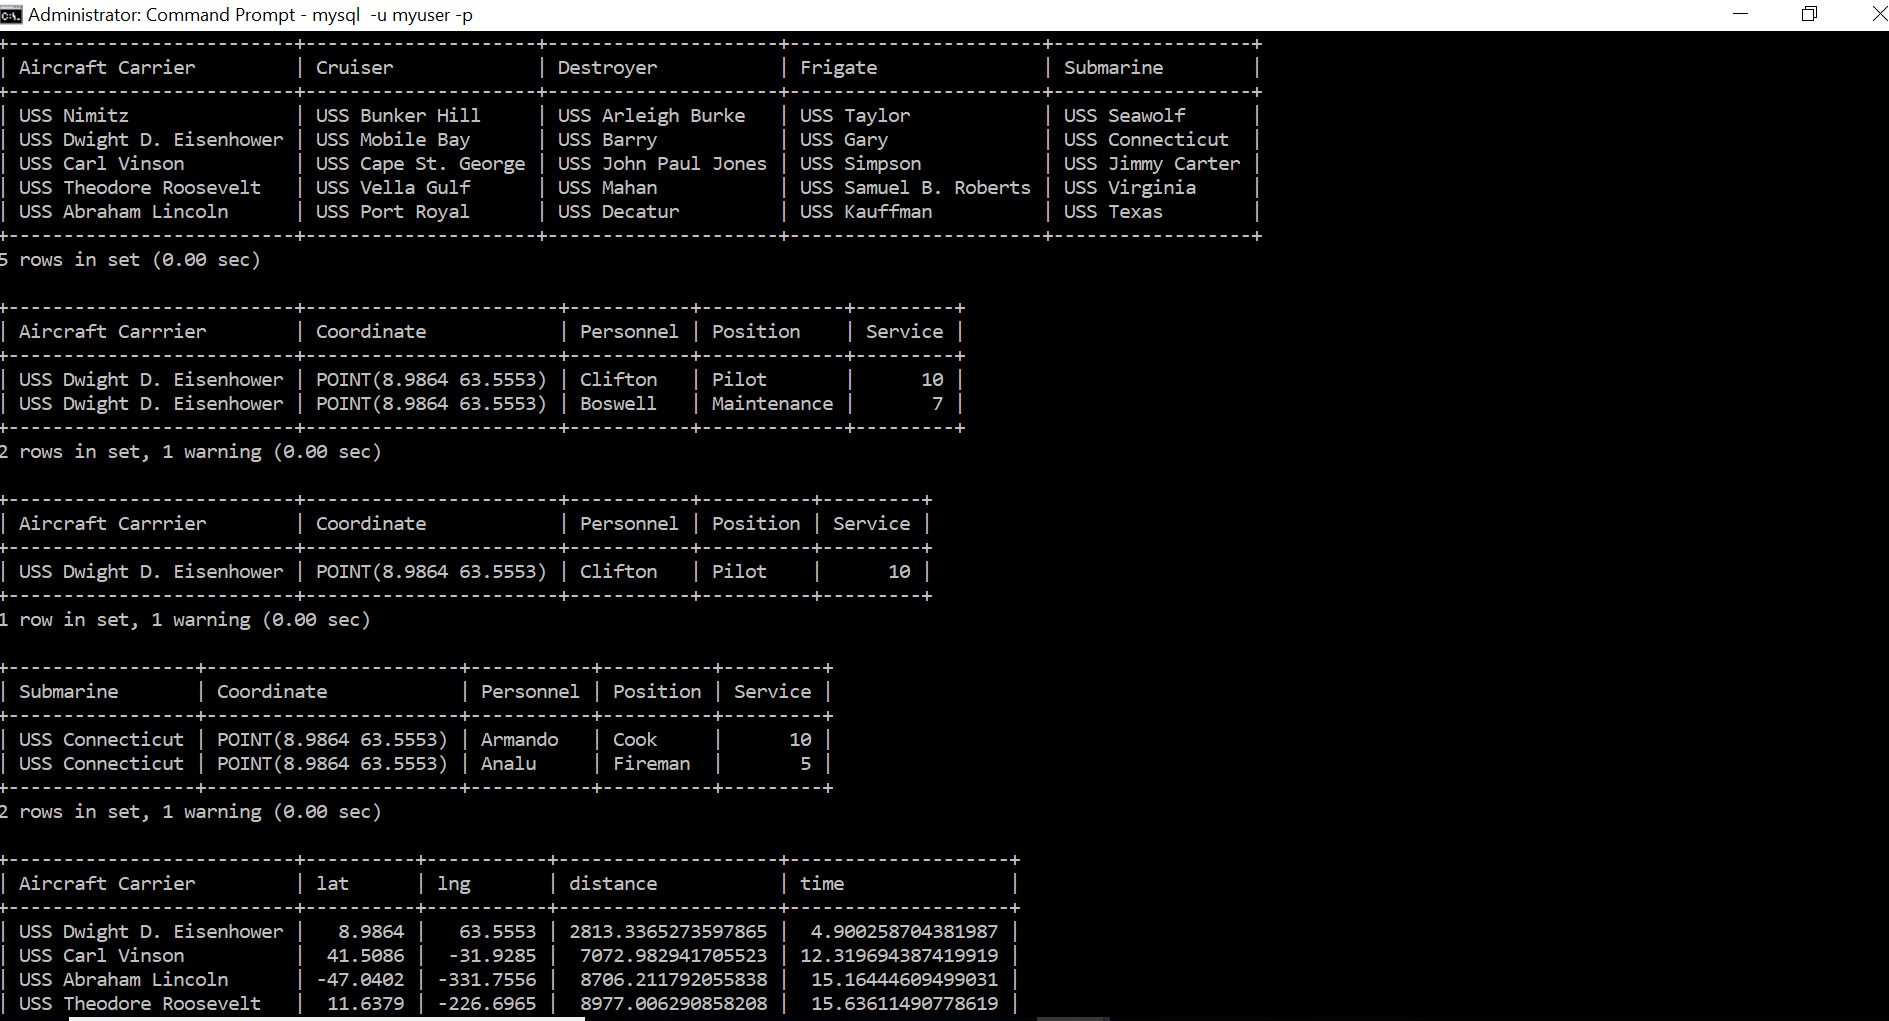 Administrator: Command Prompt - mysql  -u myuser -p
+--------------------------+---------------------+---------------------+-----------------------+------------------+
| Aircraft Carrier         | Cruiser             | Destroyer           | Frigate               | Submarine        |
+--------------------------+---------------------+---------------------+-----------------------+------------------+
| USS Nimitz               | USS Bunker Hill     | USS Arleigh Burke   | USS Taylor            | USS Seawolf      |
| USS Dwight D. Eisenhower | USS Mobile Bay      | USS Barry           | USS Gary              | USS Connecticut  |
| USS Carl Vinson          | USS Cape St. George | USS John Paul Jones | USS Simpson           | USS Jimmy Carter |
| USS Theodore Roosevelt   | USS Vella Gulf      | USS Mahan           | USS Samuel B. Roberts | USS Virginia     |
| USS Abraham Lincoln      | USS Port Royal      | USS Decatur         | USS Kauffman          | USS Texas        |
+--------------------------+---------------------+---------------------+-----------------------+------------------+
5 rows in set (0.00 sec)
+--------------------------+-----------------------+-----------+-------------+---------+
| Aircraft Carrrier        | Coordinate            | Personnel | Position    | Service |
+--------------------------+-----------------------+-----------+-------------+---------+
| USS Dwight D. Eisenhower | POINT(8.9864 63.5553) | Clifton   | Pilot       |      10 |
| USS Dwight D. Eisenhower | POINT(8.9864 63.5553) | Boswell   | Maintenance |       7 |
+--------------------------+-----------------------+-----------+-------------+---------+
2 rows in set, 1 warning (0.00 sec)
+--------------------------+-----------------------+-----------+----------+---------+
| Aircraft Carrrier        | Coordinate            | Personnel | Position | Service |
+--------------------------+-----------------------+-----------+----------+---------+
| USS Dwight D. Eisenhower | POINT(8.9864 63.5553) | Clifton   | Pilot    |      10 |
+--------------------------+-----------------------+-----------+----------+---------+
1 row in set, 1 warning (0.00 sec)
+-----------------+-----------------------+-----------+----------+---------+
| Submarine       | Coordinate            | Personnel | Position | Service |
+-----------------+-----------------------+-----------+----------+---------+
| USS Connecticut | POINT(8.9864 63.5553) | Armando   | Cook     |      10 |
| USS Connecticut | POINT(8.9864 63.5553) | Analu     | Fireman  |       5 |
+-----------------+-----------------------+-----------+----------+---------+
2 rows in set, 1 warning (0.00 sec)
+--------------------------+----------+-----------+--------------------+--------------------+
| Aircraft Carrier         | lat      | lng       | distance           | time               |
+--------------------------+----------+-----------+--------------------+--------------------+
| USS Dwight D. Eisenhower |   8.9864 |   63.5553 | 2813.3365273597865 |  4.900258704381987 |
| USS Carl Vinson          |  41.5086 |  -31.9285 |  7072.982941705523 | 12.319694387419919 |
| USS Abraham Lincoln      | -47.0402 | -331.7556 |  8706.211792055838 |  15.16444609499031 |
| USS Theodore Roosevelt   |  11.6379 | -226.6965 |  8977.006290858208 |  15.63611490778619 |